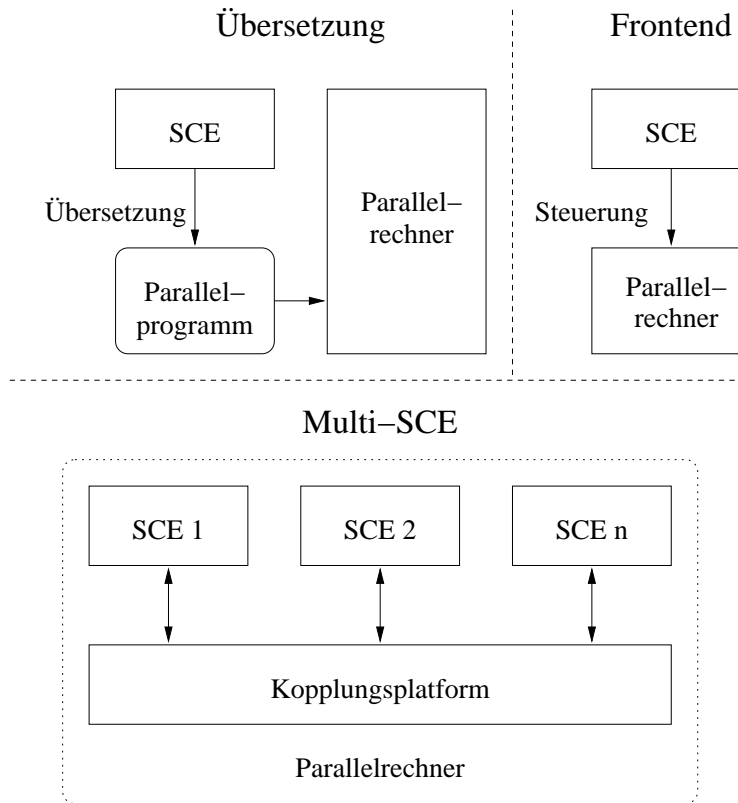 Übersetzung
SCE
Übersetzung
Parallel–
programm
Parallel–
rechner
Frontend
SCE
Steuerung
Parallel–
rechner
Multi–SCE
SCE 1
SCE 2
SCE n
Kopplungsplatform
Parallelrechner